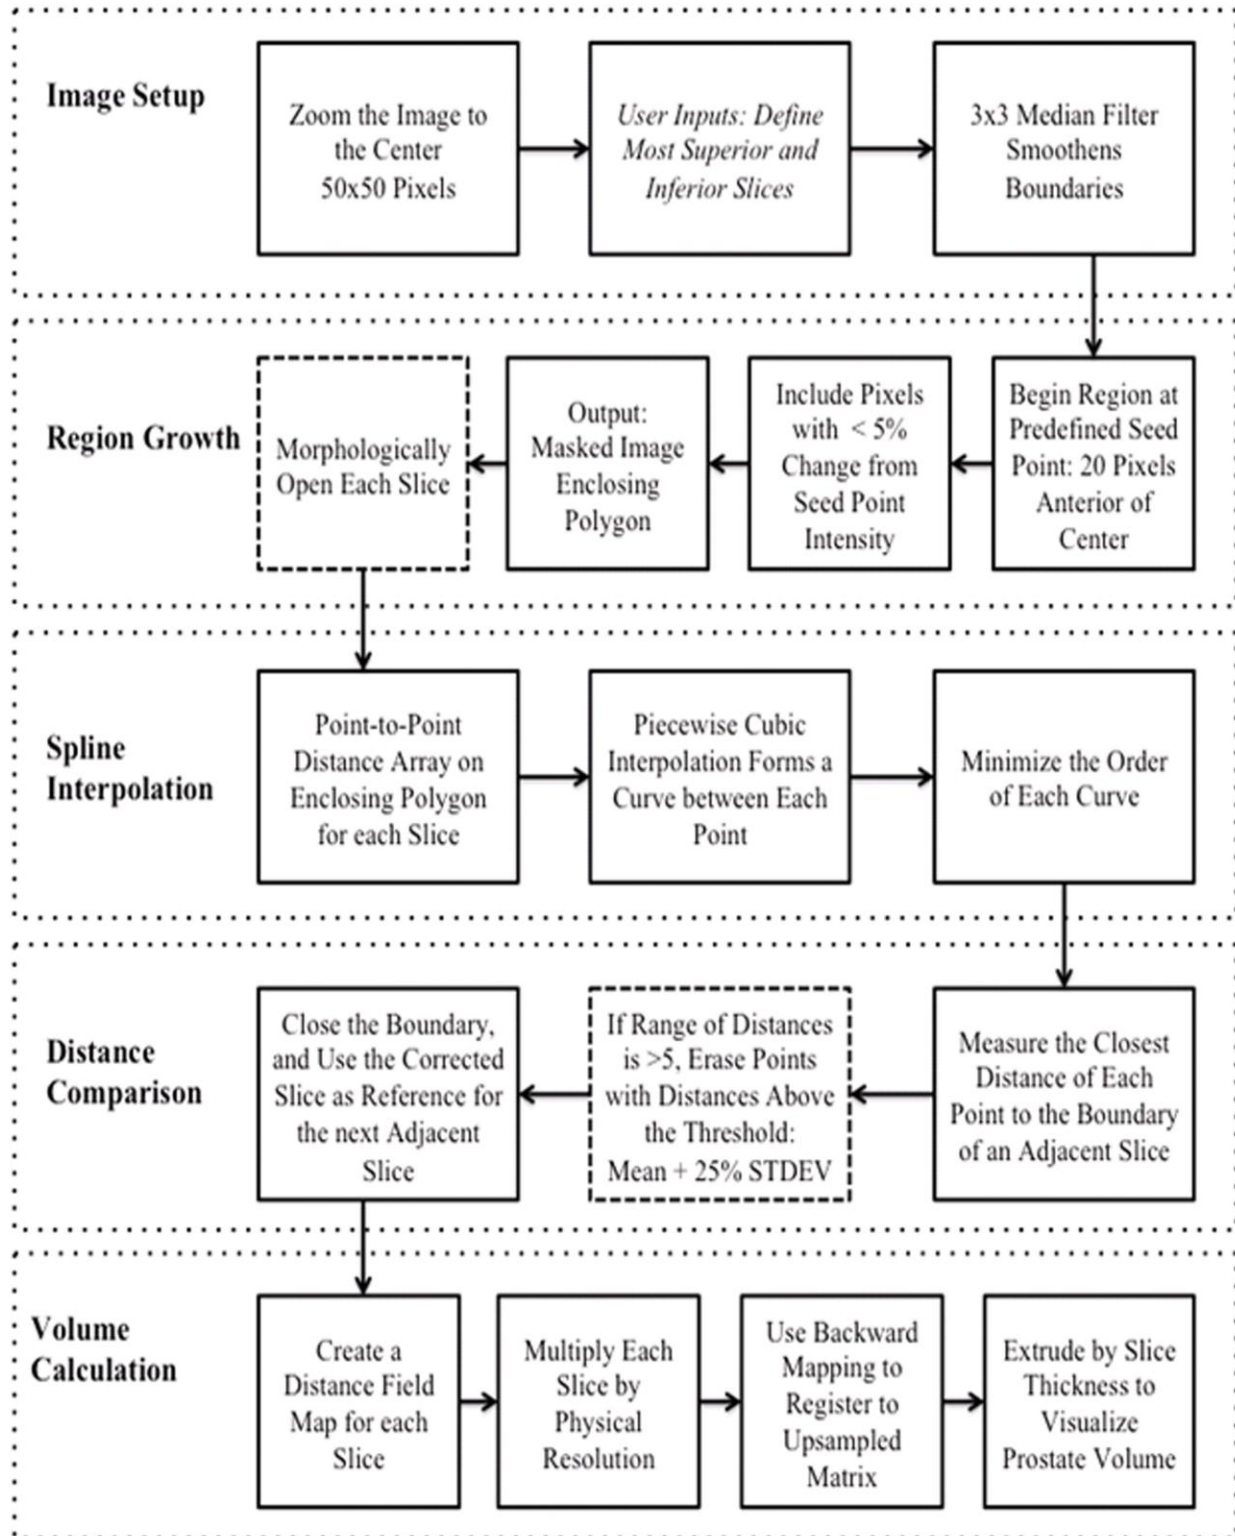 Image Setup
Zoom the Image to
the Center
50x50 Pixels
User Inputs: Define
Most Superior and
Inferior Slices
3x3 Median Filter
Smoothens
Boundaries
Region Growth
Morphologically
Open Each Slice
Output:
Masked Image
Enclosing
Polygon
Include Pixels
with < 5%
Change from
Seed Point
Intensity
Begin Region at
Predefined Seed
Point: 20 Pixels
Anterior of
Center
Spline
Interpolation
Point-to-Point
Distance Array on
Enclosing Polygon
for each Slice
Piecewise Cubic
Interpolation Forms a
Curve between Each
Point
Minimize the Order
of Each Curve
Distance
Comparison
Close the Boundary,
and Use the Corrected
Slice as Reference for
the next Adjacent
Slice
If Range of Distances
is >5, Erase Points
with Distances Above
the Threshold:
Mean + 25% STDEV
Measure the Closest
Distance of Each
Point to the Boundary
of an Adjacent Slice
Volume
Calculation
Create a
Distance Field
Map for each
Slice
Multiply Each
Slice by
Physical
Resolution
Use Backward
Mapping to
Register to
Upsampled
Matrix
Extrude by Slice
Thickness to
Visualize
Prostate Volume